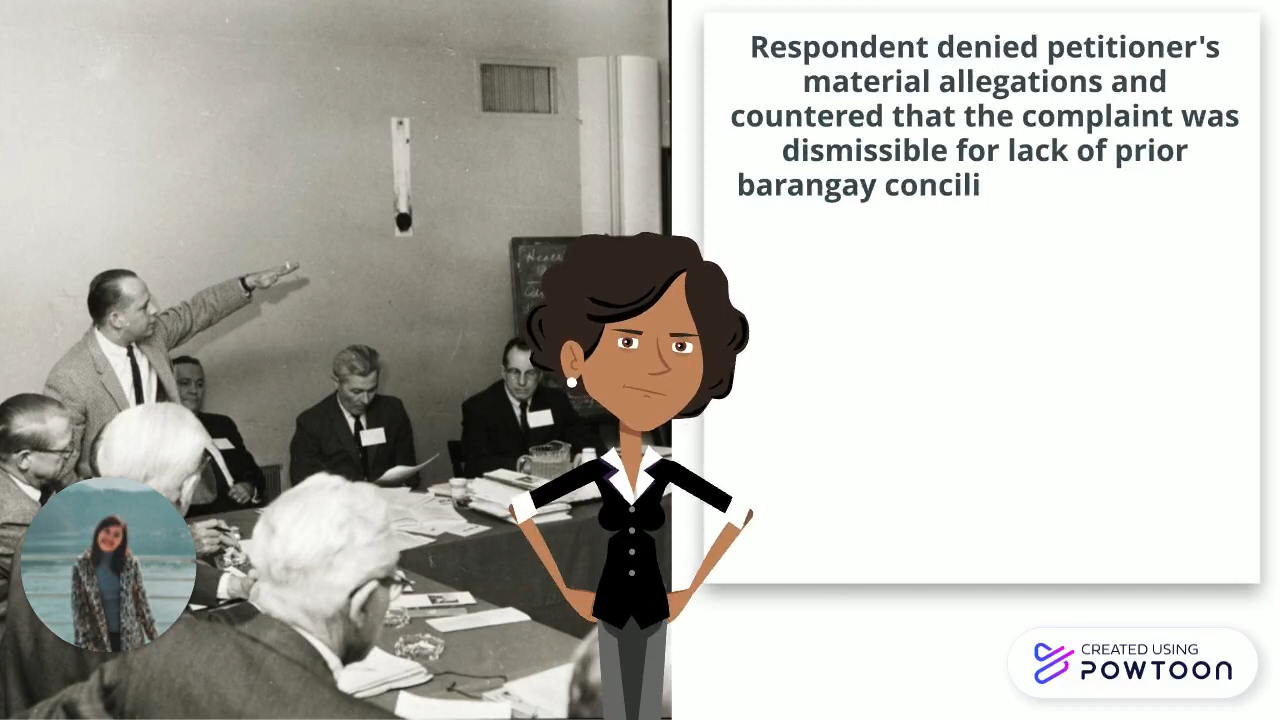 Respondent denied petitioner's
material allegations and
countered that the complaint was
dismissible for lack of prior
barangay concili
CREATED USING
POWTOON